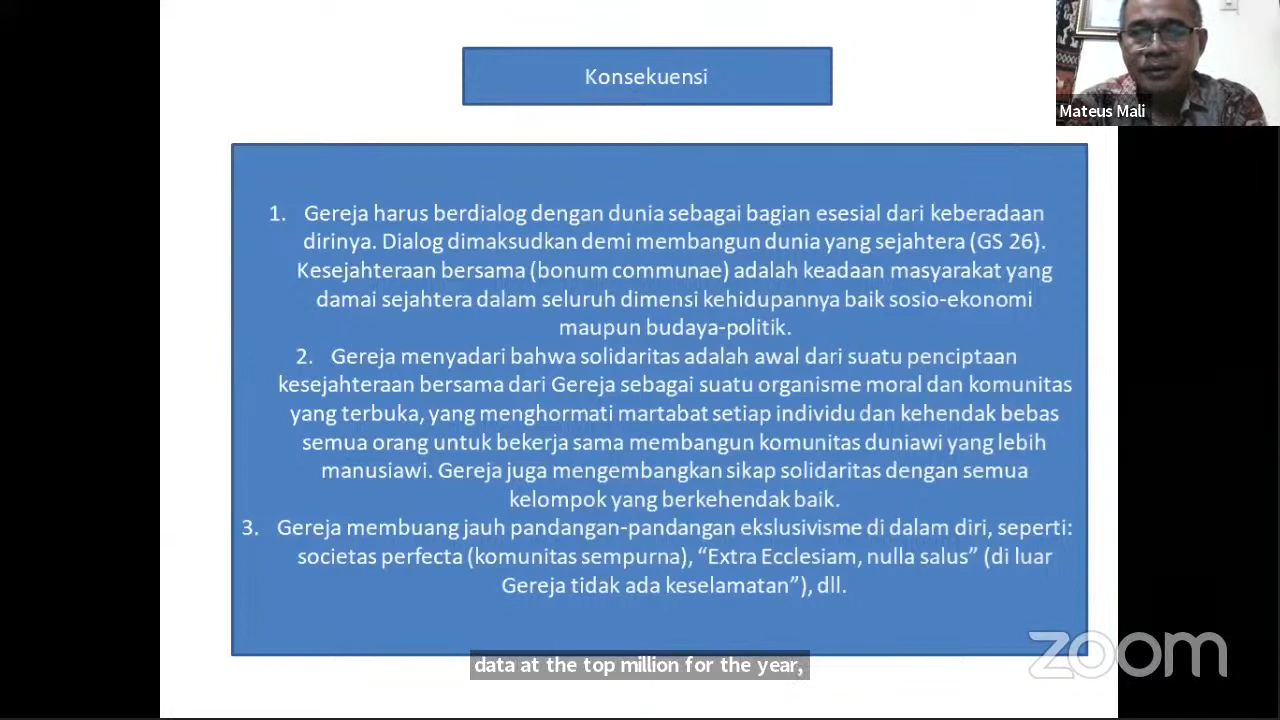 Konsekuensi
Mateus Mali
1. Gereja harus berdialog dengan dunia sebagai bagian esesial dari keberadaan
dirinya. Dialog dimaksudkan demi membangun dunia yang sejahtera (GS 26).
Kesejahteraan bersama (bonum communae) adalah keadaan masyarakat yang
damai sejahtera dalam seluruh dimensi kehidupannya baik sosio-ekonomi
maupun budaya-politik.
2. Gereja menyadari bahwa solidaritas adalah awal dari suatu penciptaan
kesejahteraan bersama dari Gereja sebagai suatu organisme moral dan komunitas
yang terbuka, yang menghormati martabat setiap individu dan kehendak bebas
semua orang untuk bekerja sama membangun komunitas duniawi yang lebih
manusiawi. Gereja juga mengembangkan sikap solidaritas dengan semua
kelompok yang berkehendak baik.
3. Gereja membuang jauh pandangan-pandangan ekslusivisme di dalam diri, seperti:
societas perfecta (komunitas sempurna), “Extra Ecclesiam, nulla salus” (di luar
Gereja tidak ada keselamatan”), dll.
zoom
data at the top million for the year,